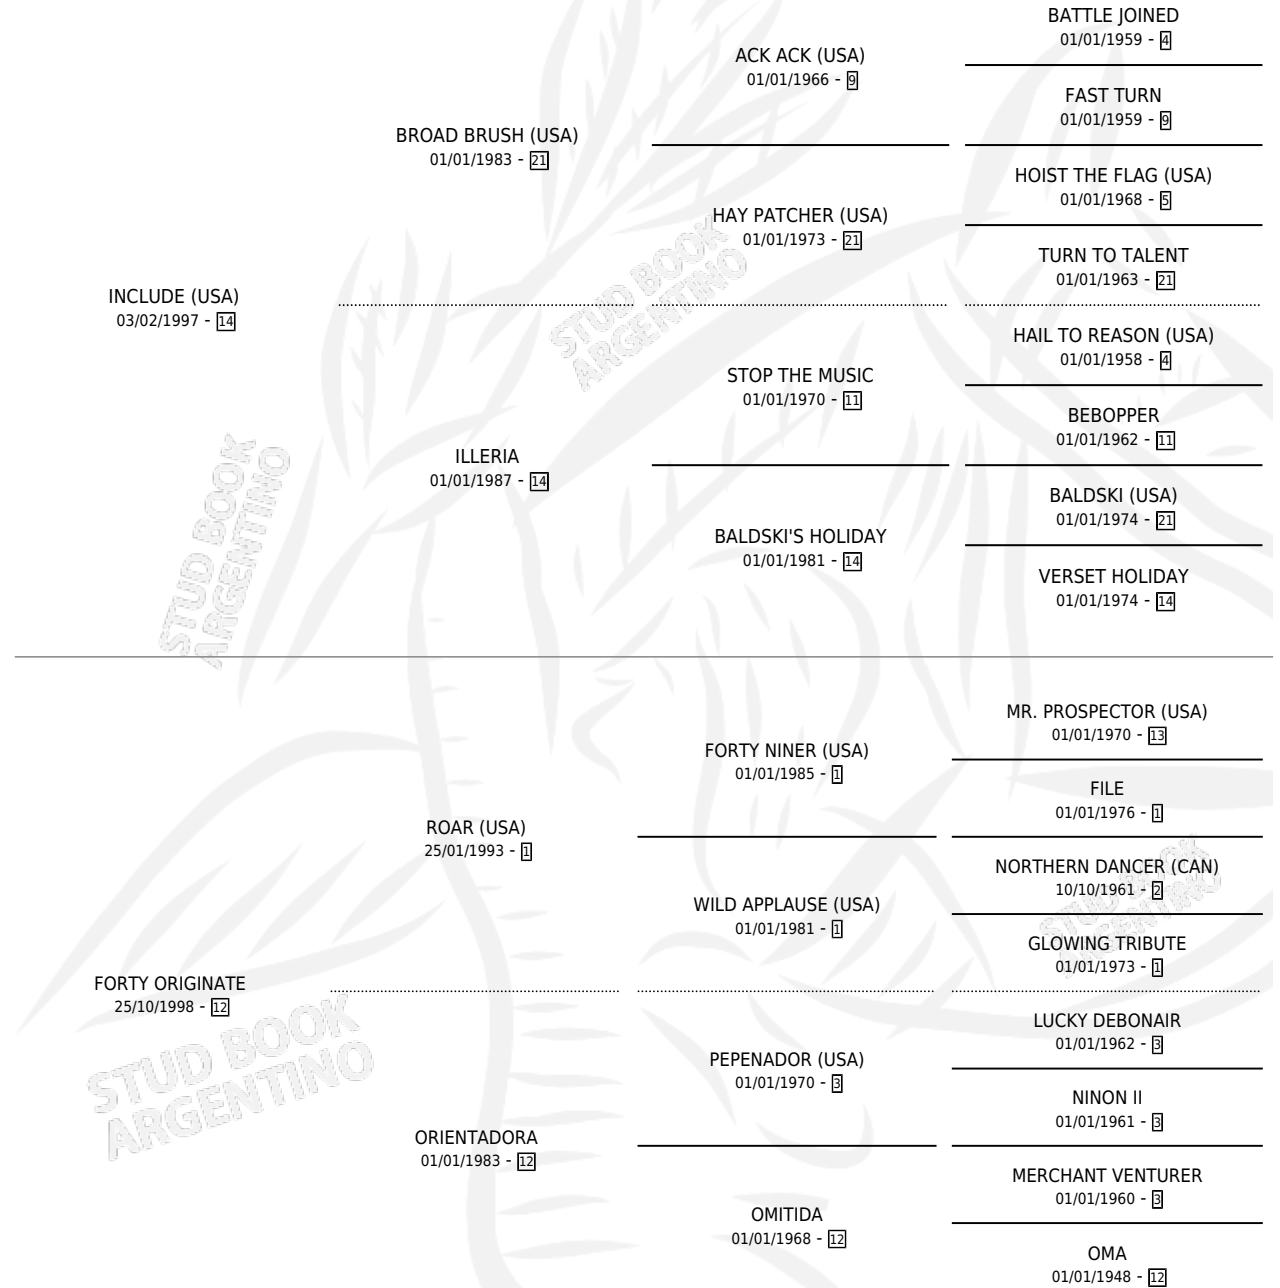 BATTLE JOINED
01/01/1959 - 4
ACK ACK (USA)
01/01/1966 - 9
FAST TURN
01/01/1959 - 9
BROAD BRUSH (USA)
01/01/1983 - 21
HOIST THE FLAG (USA)
01/01/1968 - 5
HAY PATCHER (USA)
01/01/1973 - 21
TURN TO TALENT
01/01/1963 - 21
INCLUDE (USA)
03/02/1997 - 14
STUD BOOK
ARGENTINO
HAIL TO REASON (USA)
01/01/1958 - 4
STOP THE MUSIC
01/01/1970 - 11
BEBOPPER
01/01/1962 - 11
ILLERIA
01/01/1987 - 14
STUD BOOK
ARGENTINO
BALDSKI (USA)
01/01/1974 - 21
BALDSKI'S HOLIDAY
01/01/1981 - 14
VERSET HOLIDAY
01/01/1974 - 14
MR. PROSPECTOR (USA)
01/01/1970 - 13
FORTY NINER (USA)
01/01/1985 - 1
FILE
01/01/1976 - 1
ROAR (USA)
25/01/1993 - 1
NORTHERN DANCER (CAN)
10/10/1961 - 2
STUD BOOK
ARGENTINO
WILD APPLAUSE (USA)
01/01/1981 - 1
GLOWING TRIBUTE
01/01/1973 - 1
FORTY ORIGINATE
25/10/1998 - 12
STUD BOOK
ARGENTINO
LUCKY DEBONAIR
01/01/1962 - 3
PEPENADOR (USA)
01/01/1970 - 3
NINON II
01/01/1961 - 3
ORIENTADORA
01/01/1983 - 12
MERCHANT VENTURER
01/01/1960 - 3
OMITIDA
01/01/1968 - 12
OMA
01/01/1948 - 12